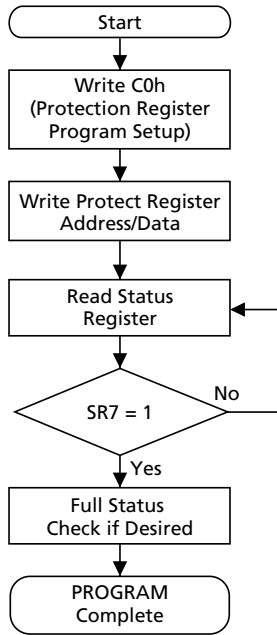 Start
Write C0h
(Protection Register
Program Setup)
Write Protect Register
Address/Data
Read Status
Register
No
SR7 = 1
Yes
Full Status
Check if Desired
PROGRAM
Complete